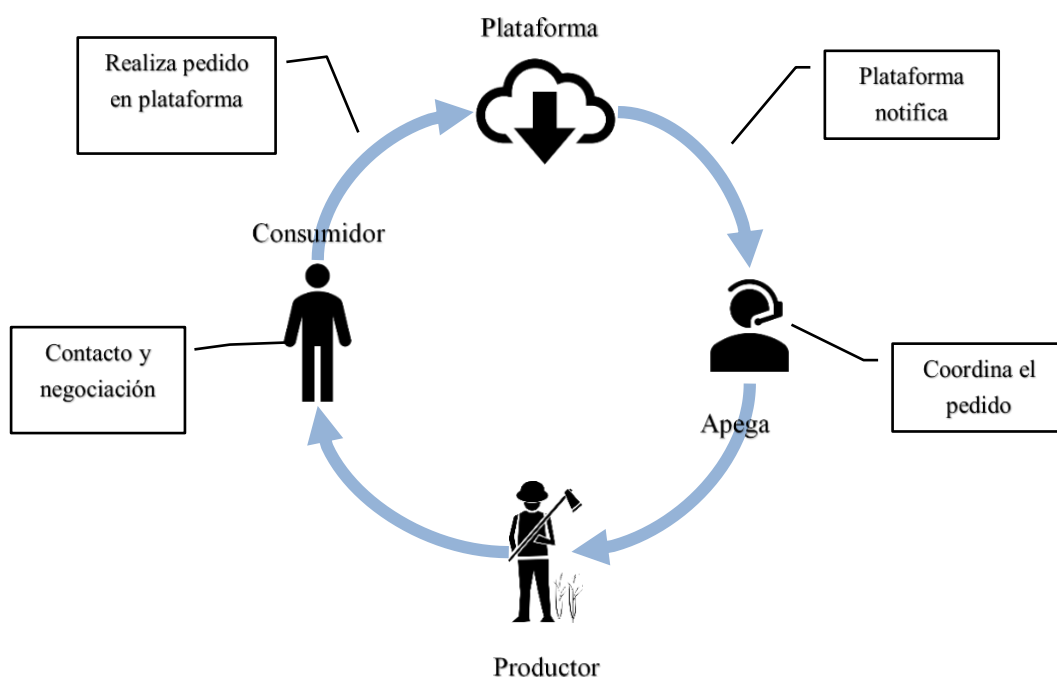 Plataforma
Realiza pedido
en plataforma
Plataforma
notifica
Consumidor
Contacto y
negociación
Coordina el
pedido
Apega
Productor